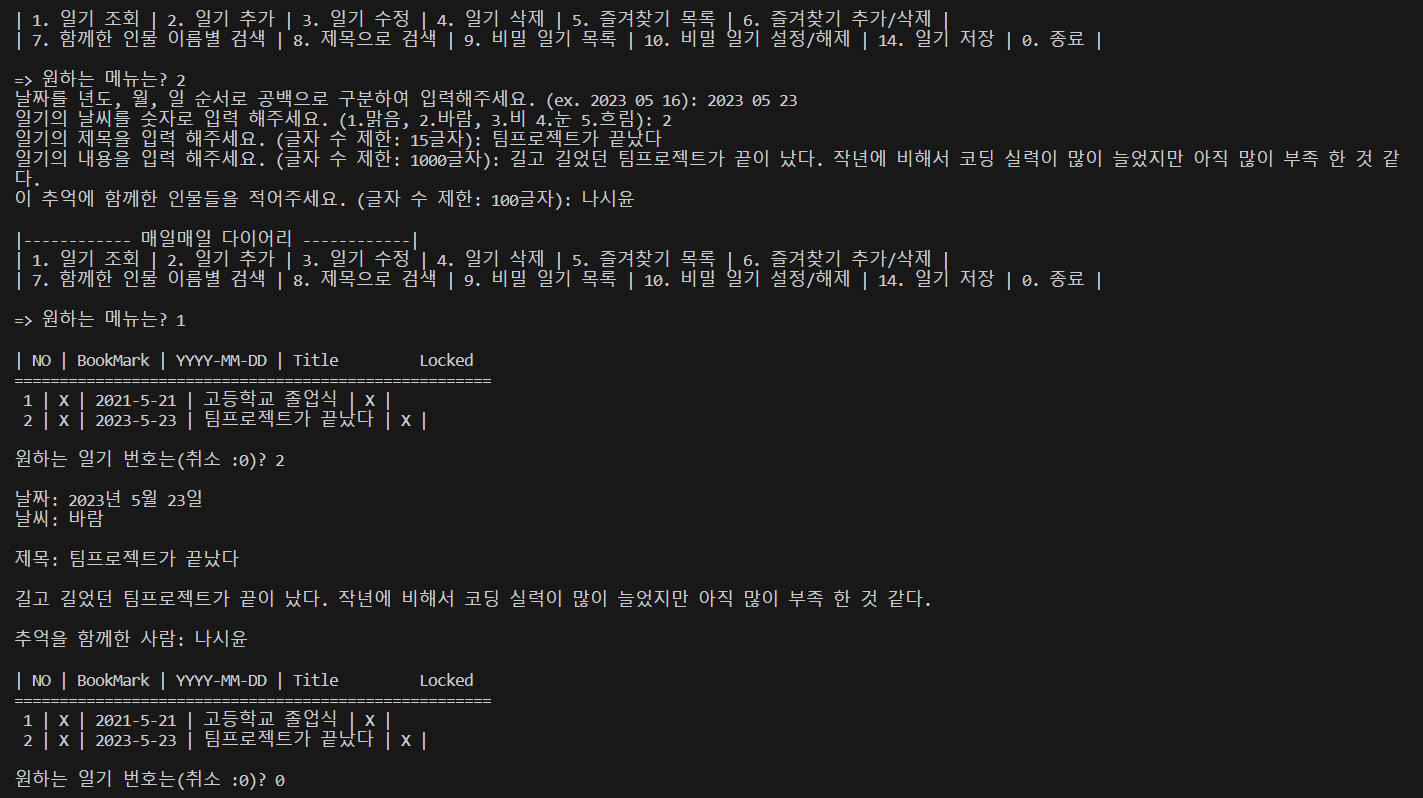 | 1. 일기 조회 | 2. 일기 추가 | 3. 일기 수정 | 4. 일기 삭제 | 5. 즐겨찾기 목록 | 6. 즐겨찾기 추가/삭제 |
| 7. 함께한 인물 이름별 검색 | 8. 제목으로 검색 | 9. 비밀 일기 목록 | 10. 비밀 일기 설정/해제 | 14. 일기 저장 | 0. 종료 |
=> 원하는 메뉴는? 2
날짜를 년도, 월, 일 순서로 공백으로 구분하여 입력해주세요. (ex. 2023 05 16): 2023 05 23
일기의 날씨를 숫자로 입력 해주세요. (1.맑음, 2.바람, 3.비 4.눈 5.흐림): 2
일기의 제목을 입력 해주세요. (글자 수 제한: 15글자): 팀프로젝트가 끝났다
일기의 내용을 입력 해주세요. (글자 수 제한: 1000글자): 길고 길었던 팀프로젝트가 끝이 났다. 작년에 비해서 코딩 실력이 많이 늘었지만 아직 많이 부족 한 것 같
다.
이 추억에 함께한 인물들을 적어주세요. (글자 수 제한: 100글자): 나시윤
|------------ 매일매일 다이어리 ------------|
| 1. 일기 조회 | 2. 일기 추가 | 3. 일기 수정 | 4. 일기 삭제 | 5. 즐겨찾기 목록 | 6. 즐겨찾기 추가/삭제 |
| 7. 함께한 인물 이름별 검색 | 8. 제목으로 검색 | 9. 비밀 일기 목록 | 10. 비밀 일기 설정/해제 | 14. 일기 저장 | 0. 종료 |
=> 원하는 메뉴는? 1
| NO | BookMark | YYYY-MM-DD | Title         Locked
=====================================================
 1 | X | 2021-5-21 | 고등학교 졸업식 | X |
 2 | X | 2023-5-23 | 팀프로젝트가 끝났다 | X |
원하는 일기 번호는(취소 :0)? 2
날짜: 2023년 5월 23일
날씨: 바람
제목: 팀프로젝트가 끝났다
길고 길었던 팀프로젝트가 끝이 났다. 작년에 비해서 코딩 실력이 많이 늘었지만 아직 많이 부족 한 것 같다.
추억을 함께한 사람: 나시윤
| NO | BookMark | YYYY-MM-DD | Title         Locked
=====================================================
 1 | X | 2021-5-21 | 고등학교 졸업식 | X |
 2 | X | 2023-5-23 | 팀프로젝트가 끝났다 | X |
원하는 일기 번호는(취소 :0)? 0